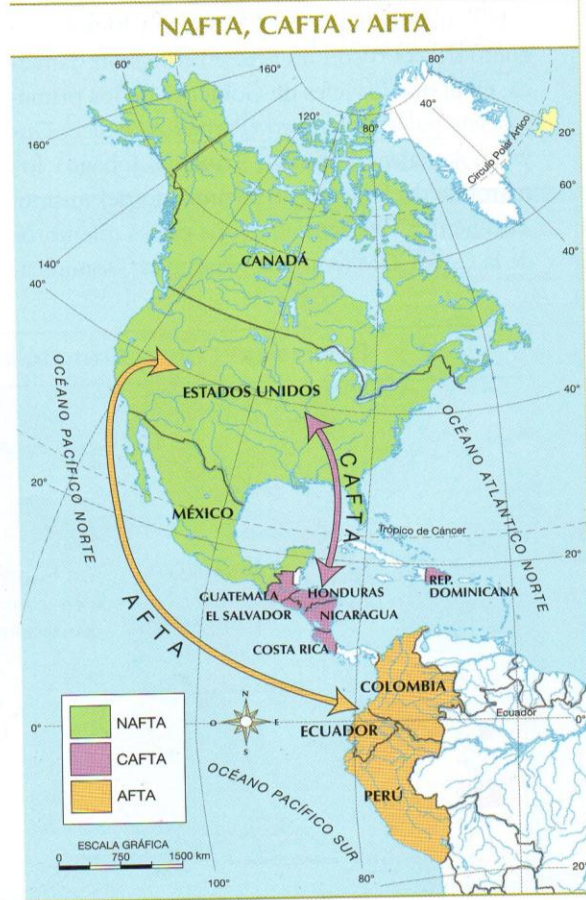 NAFTA, CAFTA Y AFTA
60°
160°
80°
160°
120°
80°
40°
20°
Círculo Polar Ártico
60°
40°
140°
40°
CANADÁ
ESTADOS UNIDOS
40°
OCÉANO PACÍFICO NORTE
OCÉANO ATLÁNTICO NORTE
CAFTA
20°
MÉXICO
Trópico de Cáncer
20°
GUATEMALA
HONDURAS
REP.
DOMINICANA
EL SALVADOR
NICARAGUA
COSTA RICA
AFTA
COLOMBIA
N
O
E
S
0°
ECUADOR
Ecuador
0°
PERÚ
OCÉANO PACÍFICO SUR
NAFTA
CAFTA
AFTA
ESCALA GRÁFICA
0 750 1500 km
100°
80°
20°